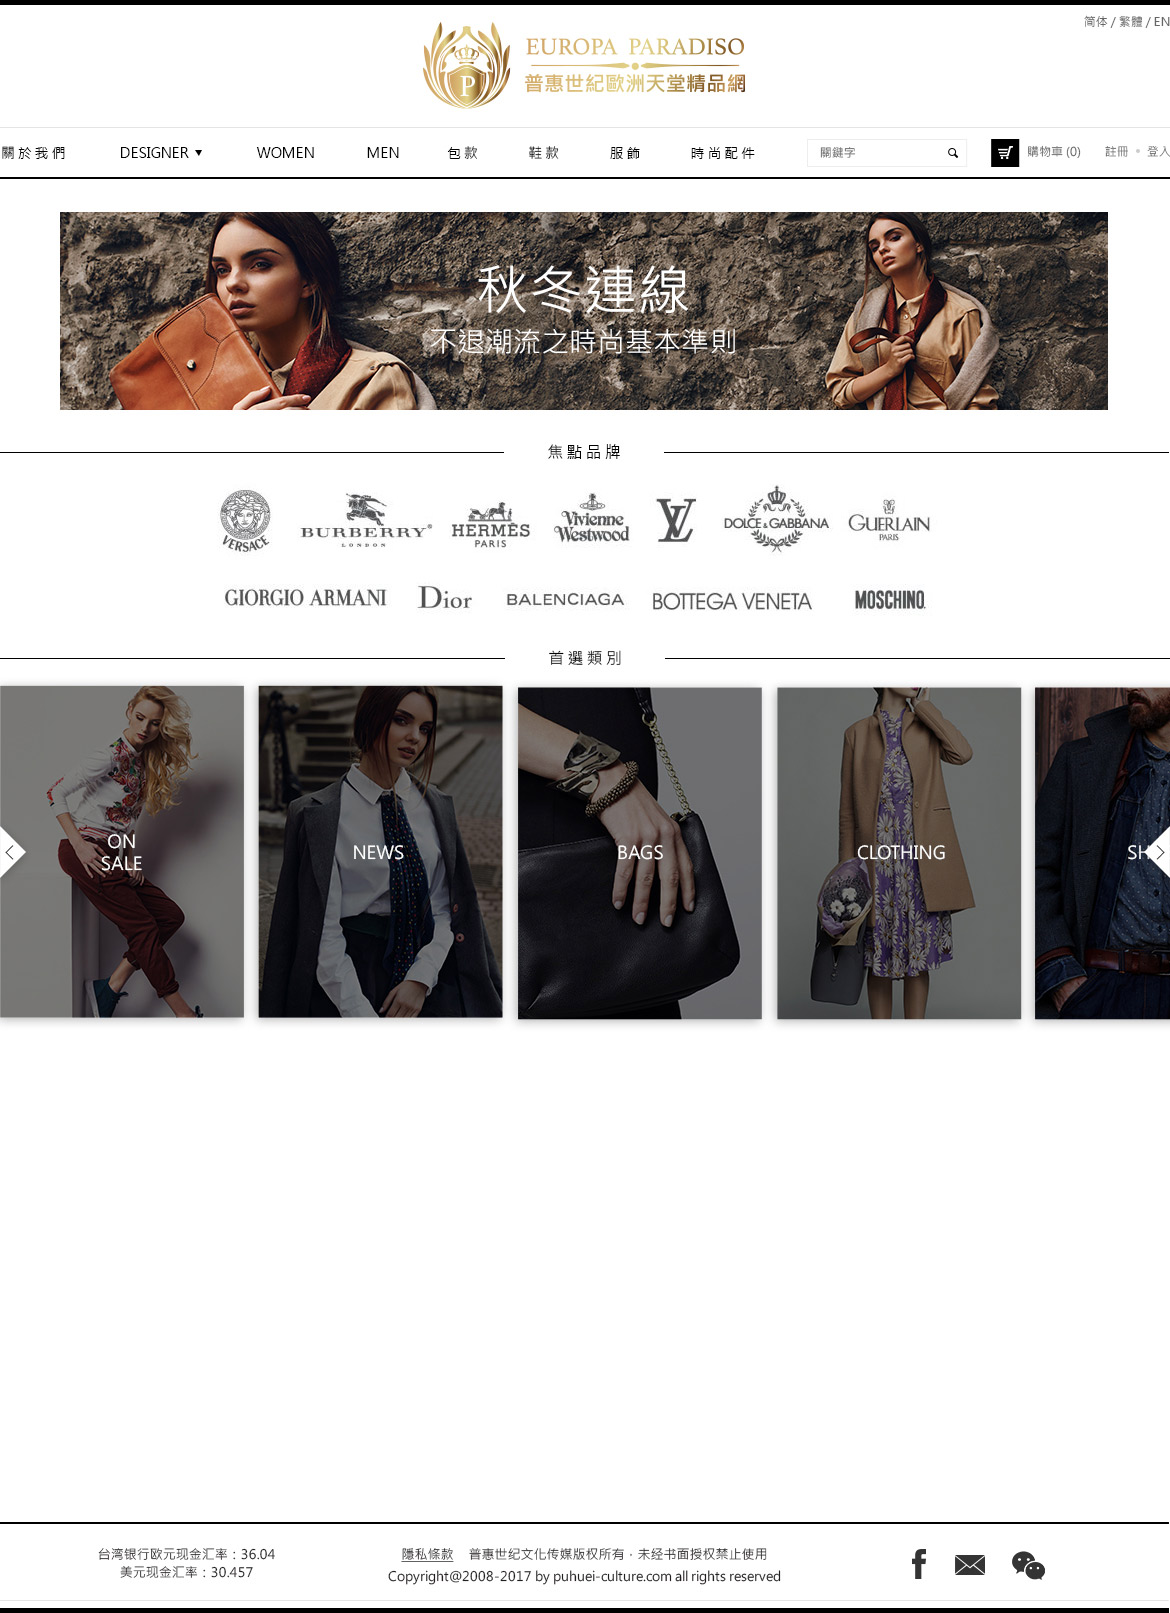 简体 / 繁體 / EN
EUROPA PARADISO
P
普惠世紀歐洲天堂精品網
關於我們 DESIGNER ▼ WOMEN MEN 包款 鞋款 服飾 時尚配件 關鍵字 購物車 (0) 註冊 • 登入
秋冬連線
不退潮流之時尚基本準則
焦點品牌
VERSACE
BURBERRY®
LONDON
HERMÈS
PARIS
Vivienne
Westwood
LV
DOLCE & GABBANA
GUERLAIN
PARIS
GIORGIO ARMANI Dior BALENCIAGA BOTTEGA VENETA MOSCHINO.
首選類別
ON
SALE
NEWS
BAGS
CLOTHING
SH
台湾银行欧元现金汇率：36.04
美元现金汇率：30.457
隱私條款 普惠世纪文化传媒版权所有．未经书面授权禁止使用
Copyright@2008-2017 by puhuei-culture.com all rights reserved